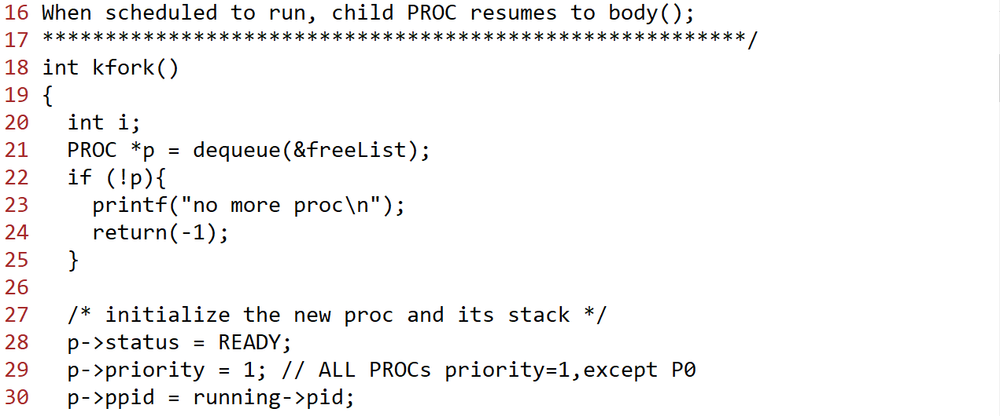 16 When scheduled to run, child PROC resumes to body();
17 ********************************************************/
18 int kfork()
19 {
20   int i;
21   PROC *p = dequeue(&freeList);
22   if (!p){
23     printf("no more proc\n");
24     return(-1);
25   }
26
27   /* initialize the new proc and its stack */
28   p->status = READY;
29   p->priority = 1; // ALL PROCs priority=1,except P0
30   p->ppid = running->pid;